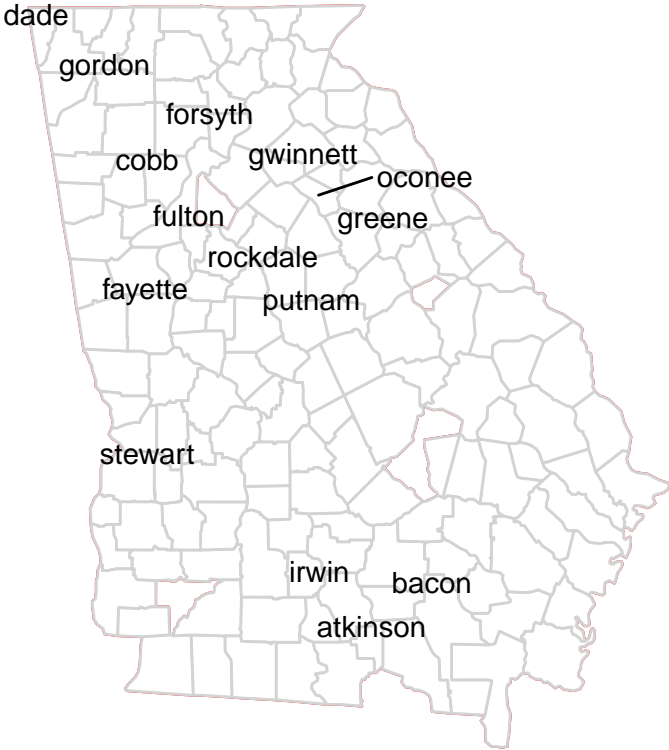 dade
gordon
forsyth
cobb
gwinnett
oconee
fulton
greene
rockdale
fayette
putnam
stewart
irwin
bacon
atkinson